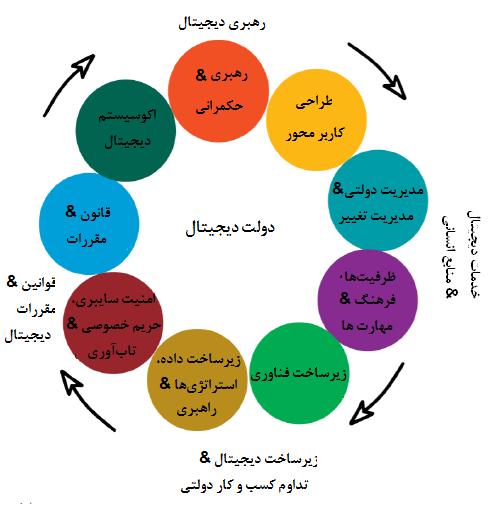 رهبری دیجیتال
رهبری &
حکمرانی
طراحی
کاربر محور
مدیریت دولتی&
مدیریت تغییر
خدمات دیجیتال
& منابع انسانی
ظرفیت‌ها،
فرهنگ &
مهارت ها
زیرساخت فناوری
زیرساخت داده،
استراتژی‌ها &
راهبری
زیرساخت دیجیتال &
تداوم کسب و کار دولتی
امنیت سایبری،
حریم خصوصی &
تاب‌آوری
قوانین &
مقررات
دیجیتال
قانون &
مقررات
اکوسیستم
دیجیتال
دولت دیجیتال